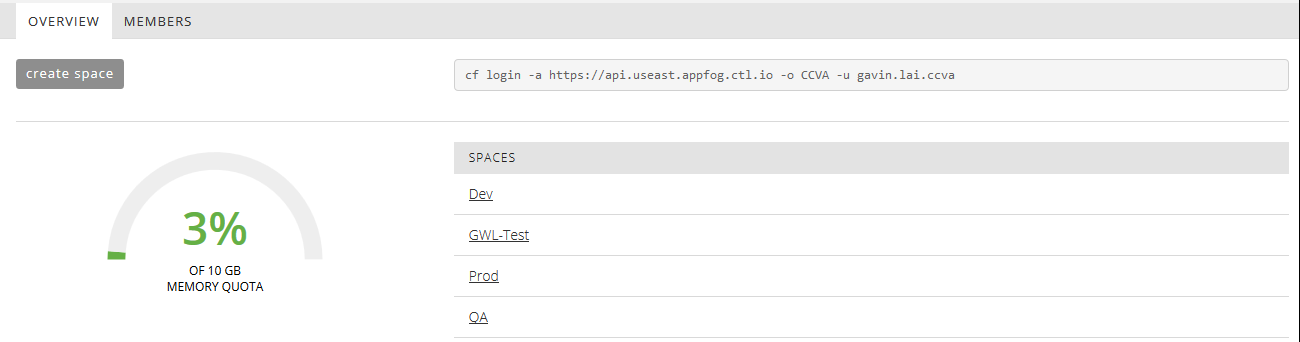 OVERVIEW MEMBERS
create space
cf login -a https://api.useast.appfog.ctl.io -o CCVA -u gavin.lai.ccva
3%
OF 10 GB
MEMORY QUOTA
SPACES
Dev
GWL-Test
Prod
QA